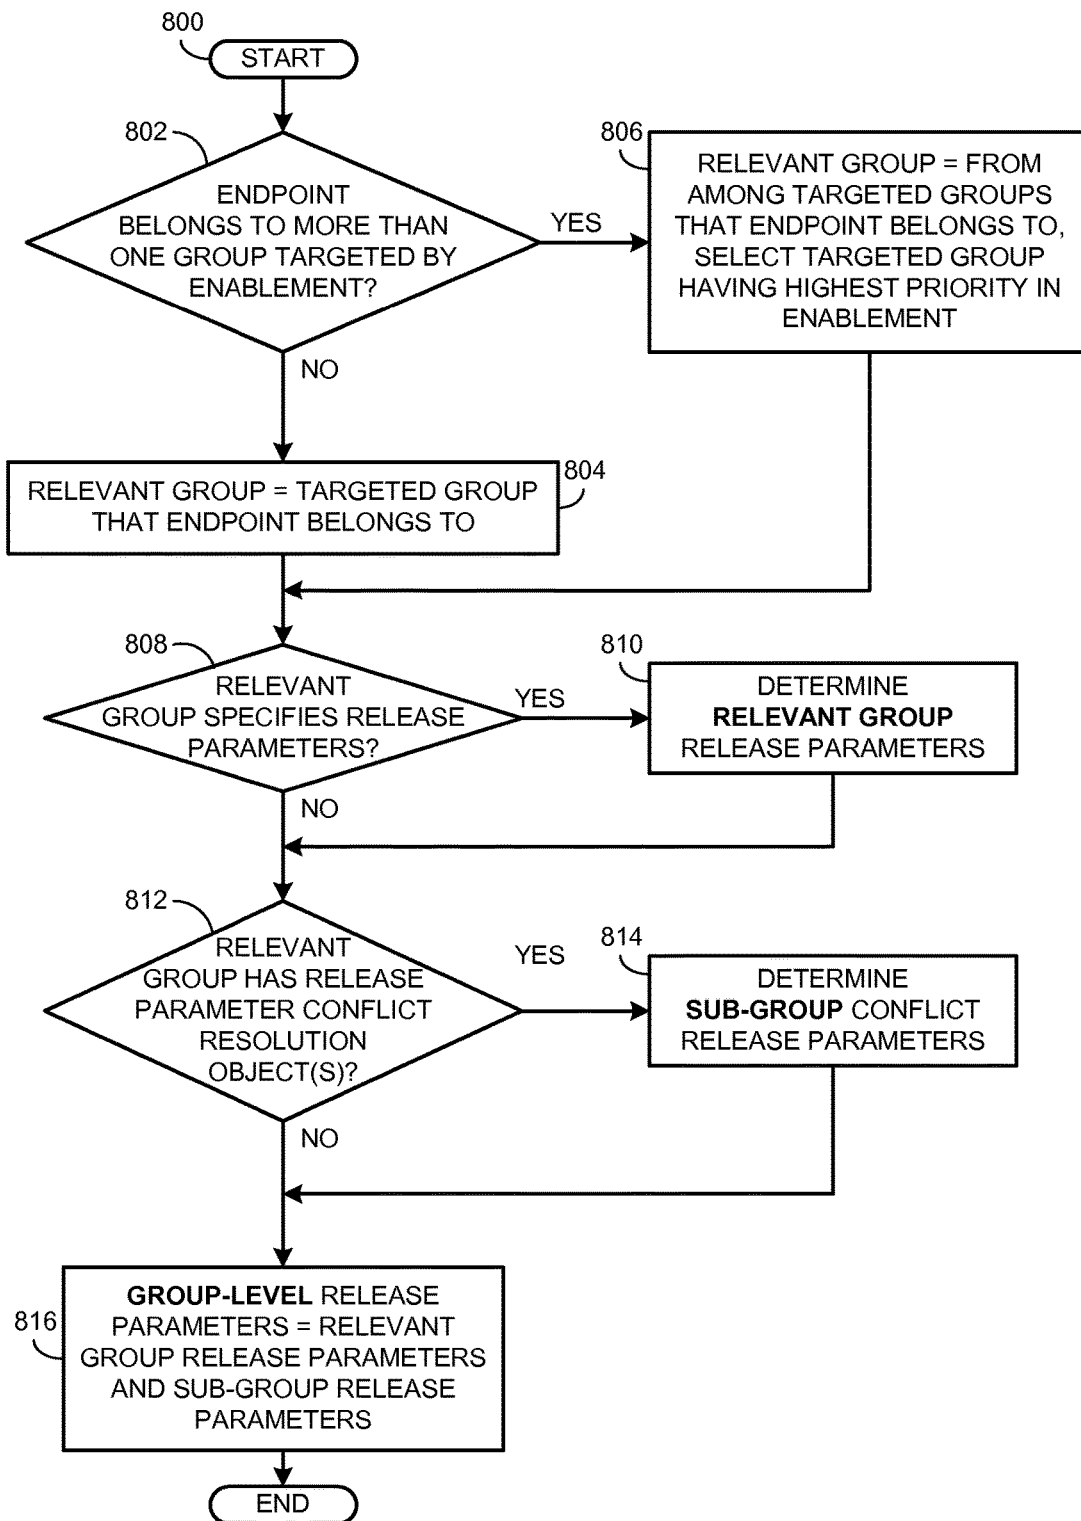 800
START
802
ENDPOINT
BELONGS TO MORE THAN
ONE GROUP TARGETED BY
ENABLEMENT?
YES
806
RELEVANT GROUP = FROM
AMONG TARGETED GROUPS
THAT ENDPOINT BELONGS TO,
SELECT TARGETED GROUP
HAVING HIGHEST PRIORITY IN
ENABLEMENT
NO
804
RELEVANT GROUP = TARGETED GROUP
THAT ENDPOINT BELONGS TO
808
RELEVANT
GROUP SPECIFIES RELEASE
PARAMETERS?
YES
810
DETERMINE
RELEVANT GROUP
RELEASE PARAMETERS
NO
812
RELEVANT
GROUP HAS RELEASE
PARAMETER CONFLICT
RESOLUTION
OBJECT(S)?
YES
814
DETERMINE
SUB-GROUP CONFLICT
RELEASE PARAMETERS
NO
816
GROUP-LEVEL RELEASE
PARAMETERS = RELEVANT
GROUP RELEASE PARAMETERS
AND SUB-GROUP RELEASE
PARAMETERS
END